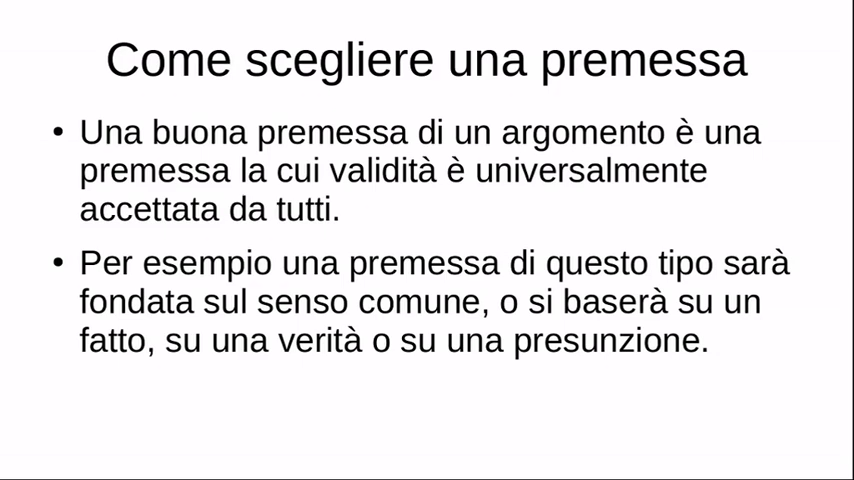 Come scegliere una premessa
• Una buona premessa di un argomento è una
premessa la cui validità è universalmente
accettata da tutti.
• Per esempio una premessa di questo tipo sarà
fondata sul senso comune, o si baserà su un
fatto, su una verità o su una presunzione.